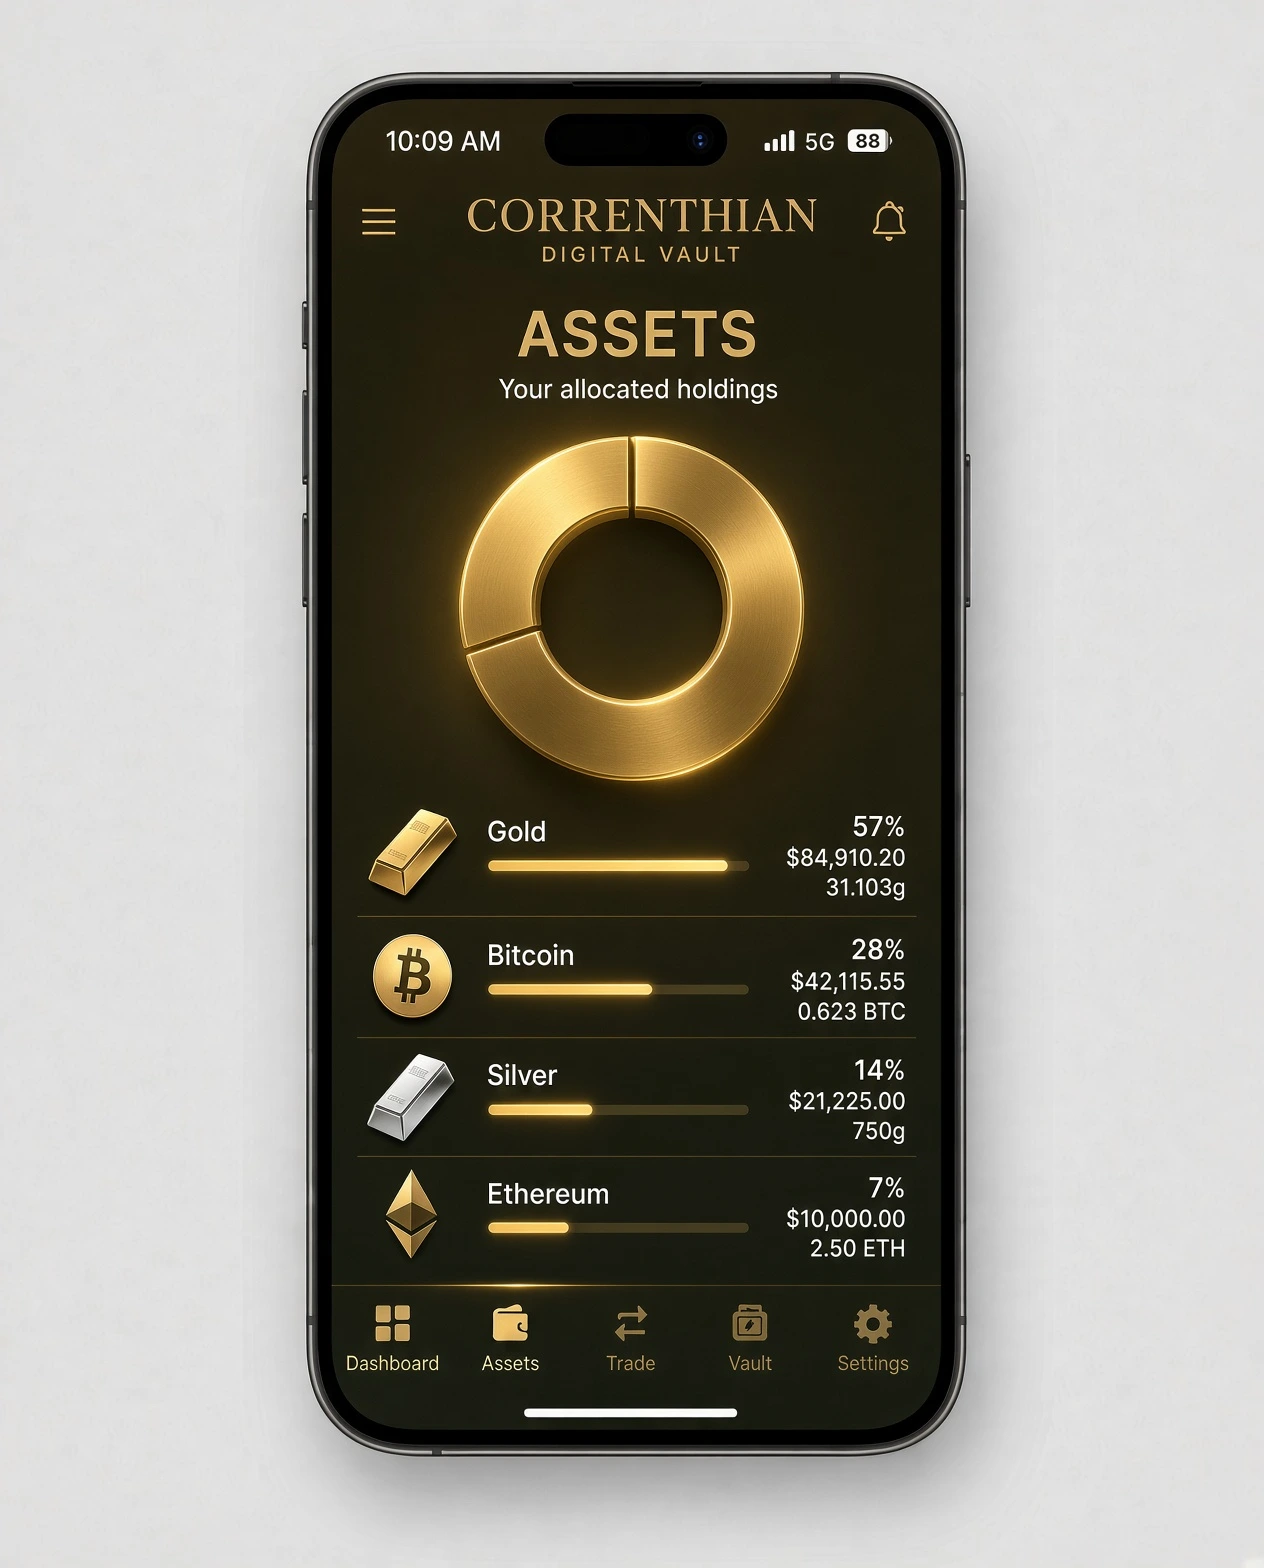 10:09 AM
5G
88
CORRENTHIAN
DIGITAL VAULT
ASSETS
Your allocated holdings
Gold
57%
$84,910.20
31.103g
Bitcoin
28%
$42,115.55
0.623 BTC
Silver
14%
$21,225.00
750g
Ethereum
7%
$10,000.00
2.50 ETH
Dashboard
Assets
Trade
Vault
Settings